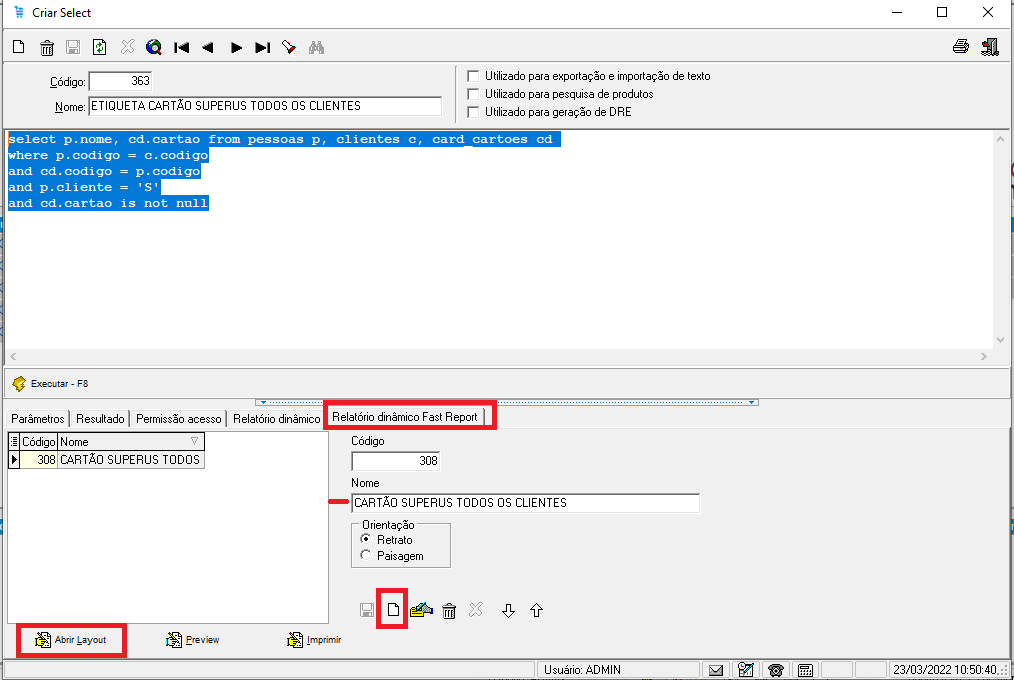 Criar Select
Código: 363
Nome: ETIQUETA CARTÃO SUPERUS TODOS OS CLIENTES
Utilizado para exportação e importação de texto
Utilizado para pesquisa de produtos
Utilizado para geração de DRE
select p.nome, cd.cartao from pessoas p, clientes c, card_cartoes cd
where p.codigo = c.codigo
and cd.codigo = p.codigo
and p.cliente = 'S'
and cd.cartao is not null
Executar - F8
Parâmetros Resultado Permissão acesso Relatório dinâmico Relatório dinâmico Fast Report
Código Nome
308 CARTÃO SUPERUS TODOS
Código
308
Nome
CARTÃO SUPERUS TODOS OS CLIENTES
Orientação
Retrato
Paisagem
Abrir Layout Preview Imprimir
Usuário: ADMIN 23/03/2022 10:50:40